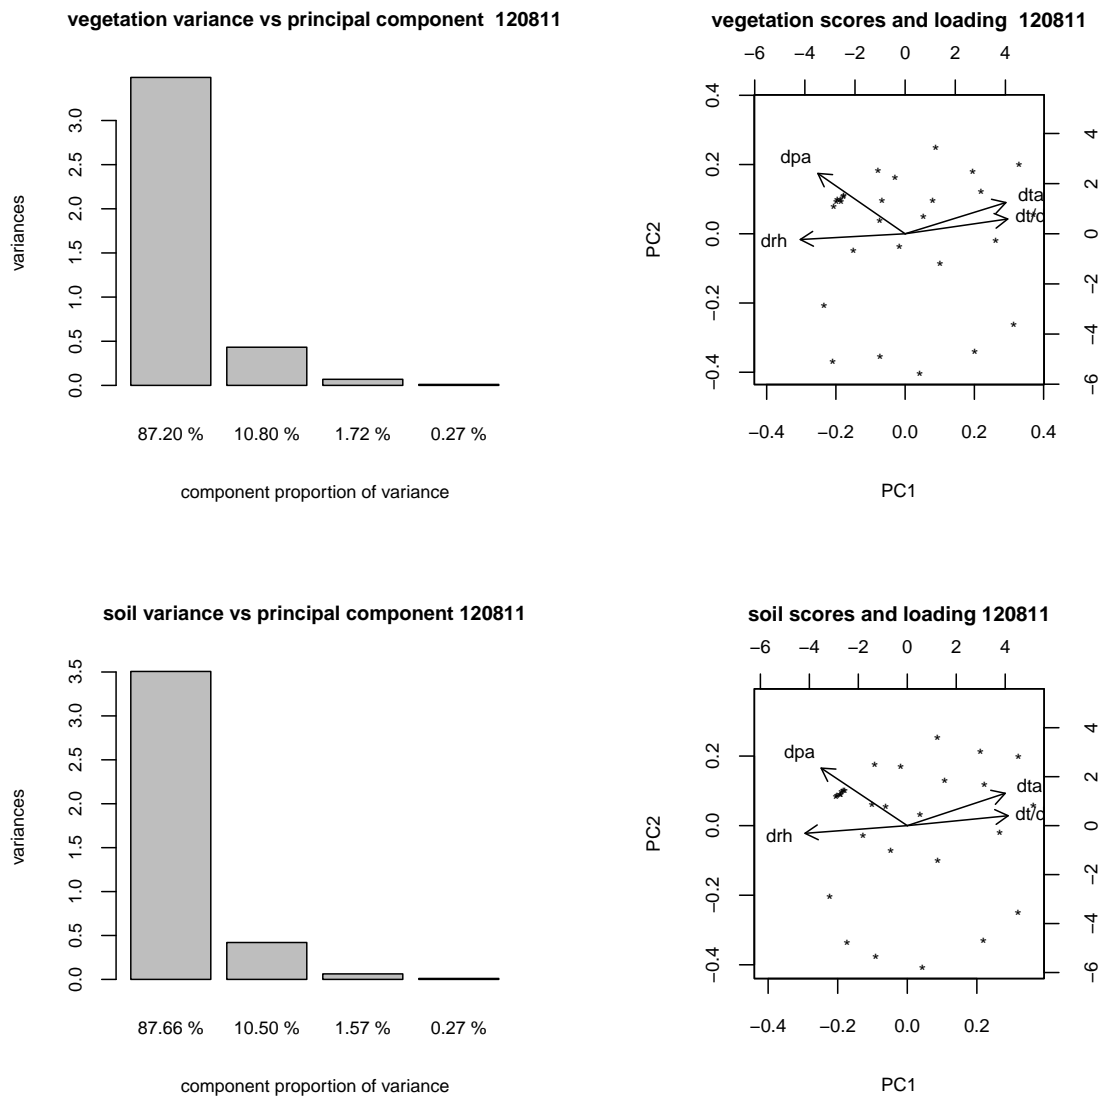 vegetation variance vs principal component 120811
variances
0.0 0.5 1.0 1.5 2.0 2.5 3.0
87.20 % 10.80 % 1.72 % 0.27 %
component proportion of variance
vegetation scores and loading 120811
−6 −4 −2 0 2 4
PC2
−0.4 −0.2 0.0 0.2 0.4
dpa
dta
dt/d
drh
−6 −4 −2 0 2 4
−0.4 −0.2 0.0 0.2 0.4
PC1
soil variance vs principal component 120811
variances
0.0 0.5 1.0 1.5 2.0 2.5 3.0 3.5
87.66 % 10.50 % 1.57 % 0.27 %
component proportion of variance
soil scores and loading 120811
−6 −4 −2 0 2 4
PC2
−0.4 −0.2 0.0 0.2
dpa
dta
dt/d
drh
−6 −4 −2 0 2 4
−0.4 −0.2 0.0 0.2
PC1